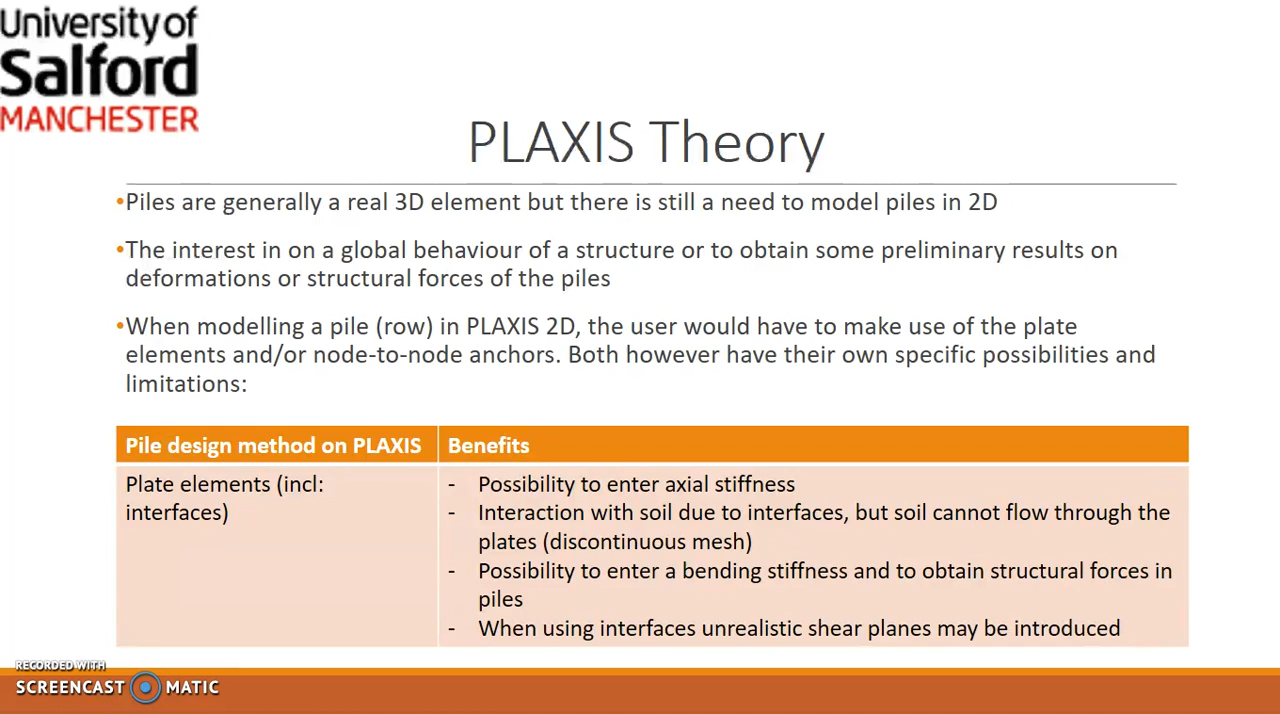 University of
Salford
MANCHESTER
PLAXIS Theory
•Piles are generally a real 3D element but there is still a need to model piles in 2D
•The interest in on a global behaviour of a structure or to obtain some preliminary results on
deformations or structural forces of the piles
•When modelling a pile (row) in PLAXIS 2D, the user would have to make use of the plate
elements and/or node-to-node anchors. Both however have their own specific possibilities and
limitations:
Pile design method on PLAXIS
Benefits
Plate elements (incl:
interfaces)
- Possibility to enter axial stiffness
- Interaction with soil due to interfaces, but soil cannot flow through the
plates (discontinuous mesh)
- Possibility to enter a bending stiffness and to obtain structural forces in
piles
- When using interfaces unrealistic shear planes may be introduced
RECORDED WITH
SCREENCAST MATIC